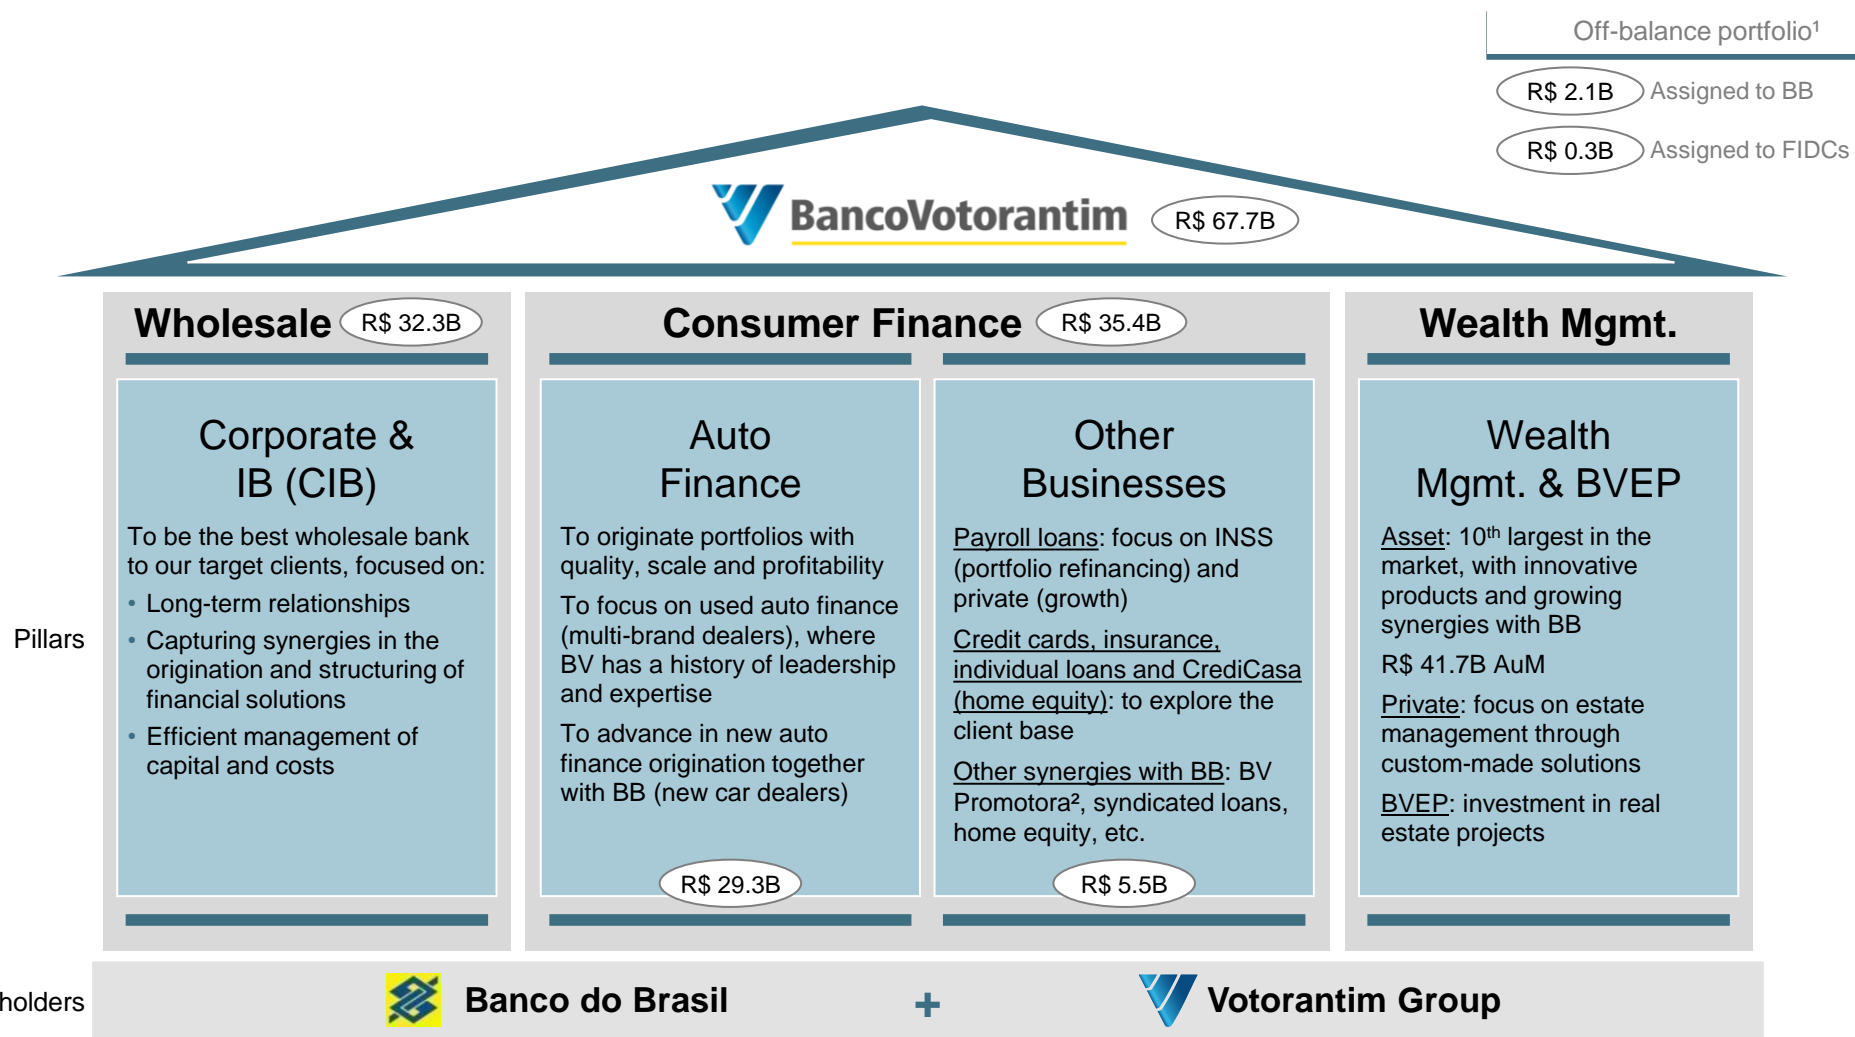 Off-balance portfolio¹
R$ 2.1B Assigned to BB
R$ 0.3B Assigned to FIDCs
BancoVotorantim R$ 67.7B
Wholesale R$ 32.3B
Consumer Finance R$ 35.4B
Wealth Mgmt.
Pillars
Corporate &
IB (CIB)
To be the best wholesale bank
to our target clients, focused on:
• Long-term relationships
• Capturing synergies in the
origination and structuring of
financial solutions
• Efficient management of
capital and costs
Auto
Finance
To originate portfolios with
quality, scale and profitability
To focus on used auto finance
(multi-brand dealers), where
BV has a history of leadership
and expertise
To advance in new auto
finance origination together
with BB (new car dealers)
R$ 29.3B
Other
Businesses
Payroll loans: focus on INSS
(portfolio refinancing) and
private (growth)
Credit cards, insurance,
individual loans and CrediCasa
(home equity): to explore the
client base
Other synergies with BB: BV
Promotora², syndicated loans,
home equity, etc.
R$ 5.5B
Wealth
Mgmt. & BVEP
Asset: 10th largest in the
market, with innovative
products and growing
synergies with BB
R$ 41.7B AuM
Private: focus on estate
management through
custom-made solutions
BVEP: investment in real
estate projects
holders
Banco do Brasil + Votorantim Group